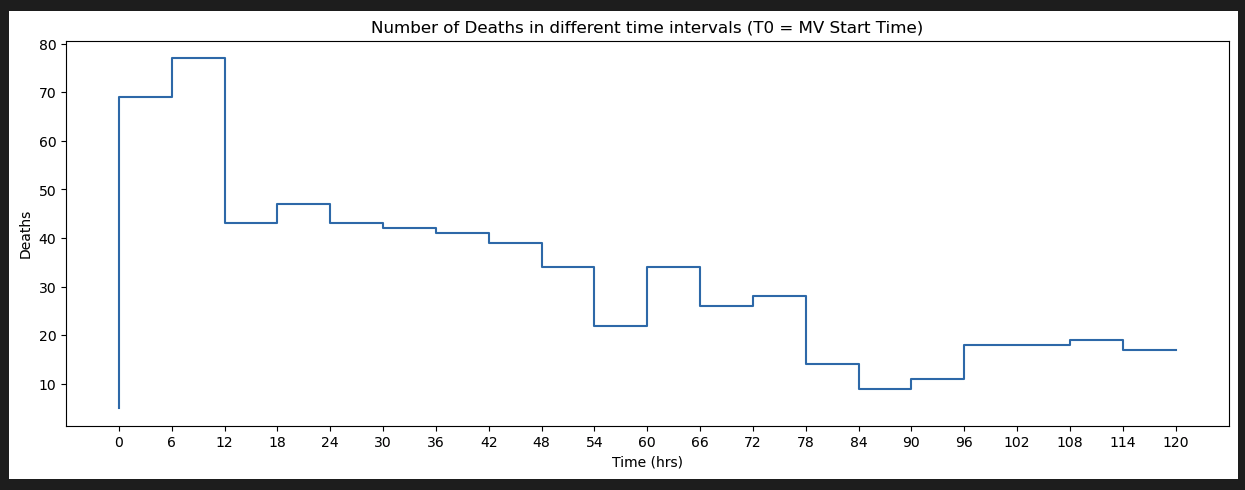 Number of Deaths in different time intervals (T0 = MV Start Time)
80
70
60
50
40
30
20
10
Deaths
0 6 12 18 24 30 36 42 48 54 60 66 72 78 84 90 96 102 108 114 120
Time (hrs)